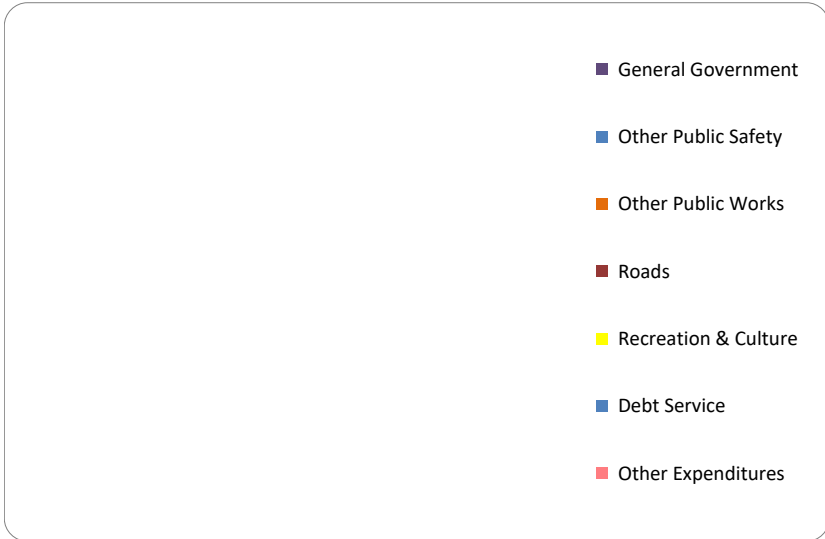 General Government
Other Public Safety
Other Public Works
Roads
Recreation & Culture
Debt Service
Other Expenditures